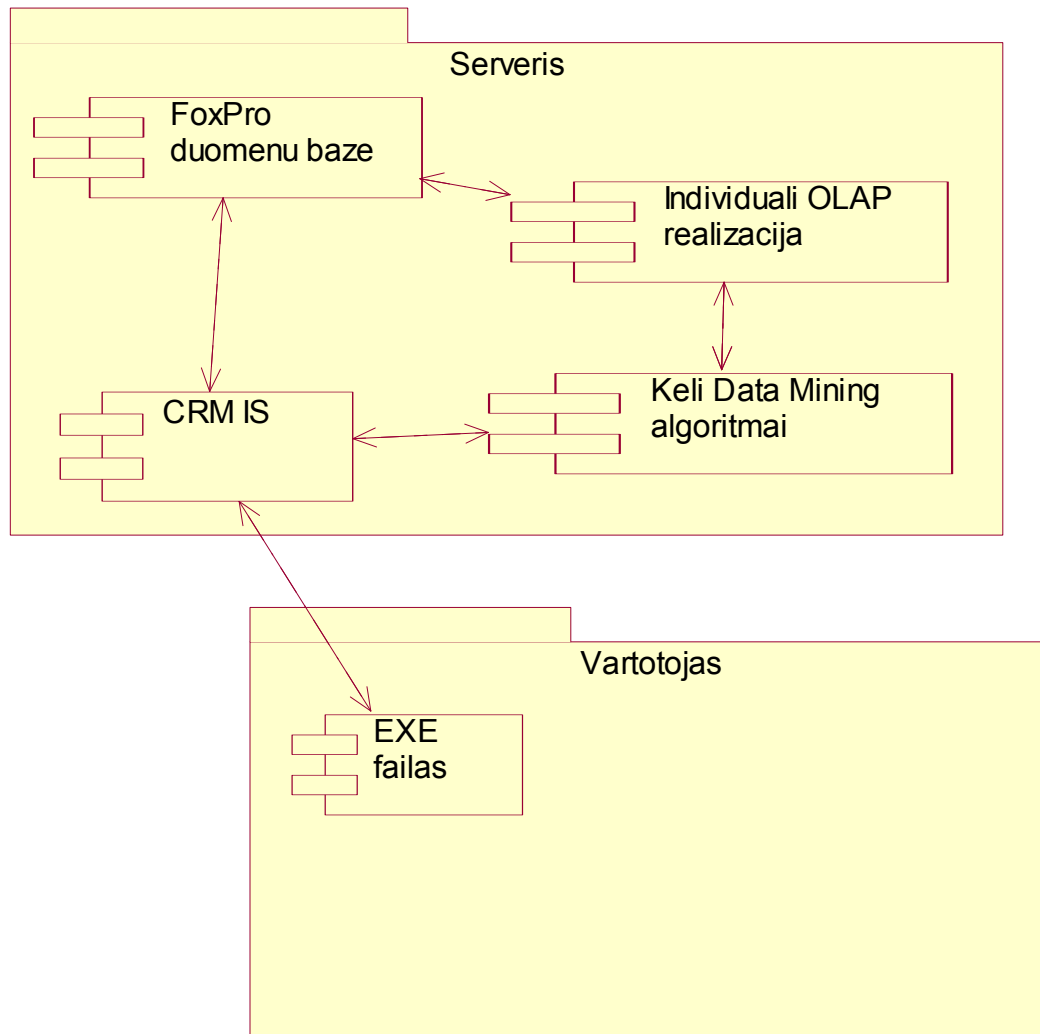 Serveris
FoxPro
duomenu baze
Individuali OLAP
realizacija
CRM IS
Keli Data Mining
algoritmai
Vartotojas
EXE
failas